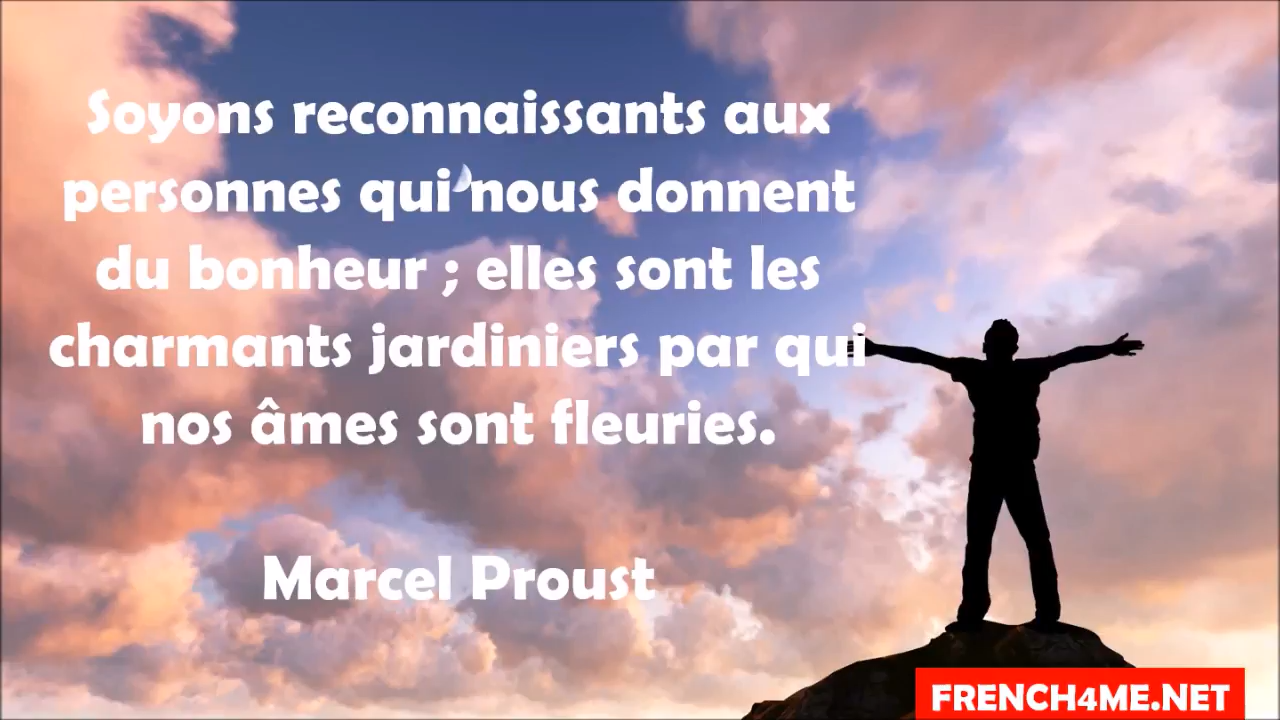 Soyons reconnaissants aux
personnes qui nous donnent
du bonheur ; elles sont les
charmants jardiniers par qui
nos âmes sont fleuries.
Marcel Proust
FRENCH4ME.NET